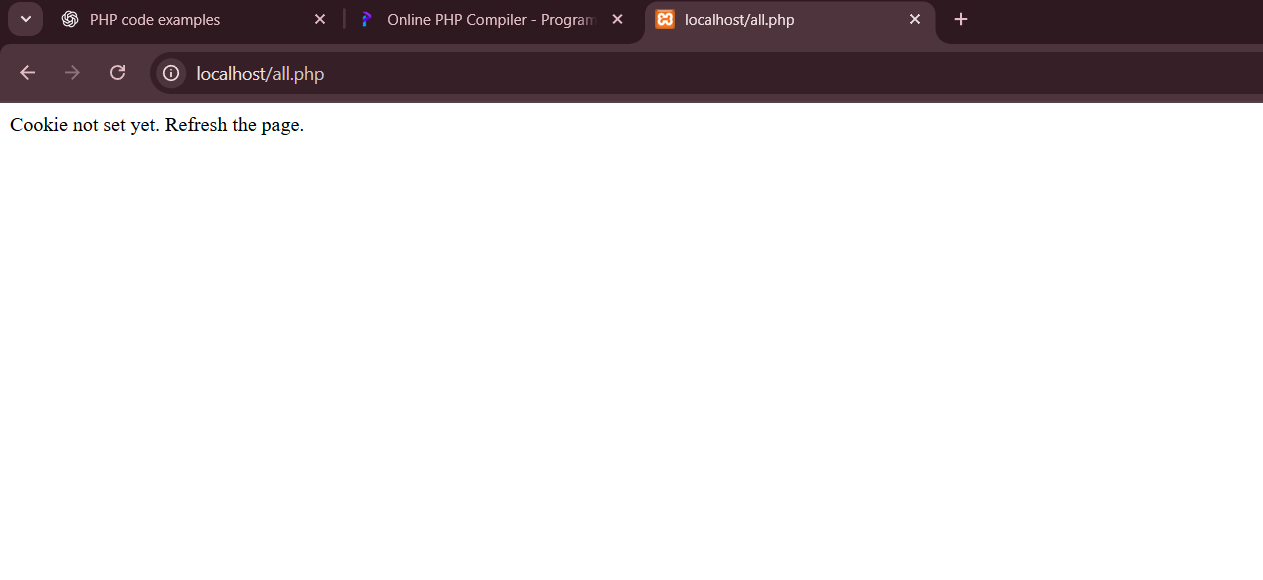 PHP code examples
Online PHP Compiler - Program
localhost/all.php
localhost/all.php
Cookie not set yet. Refresh the page.